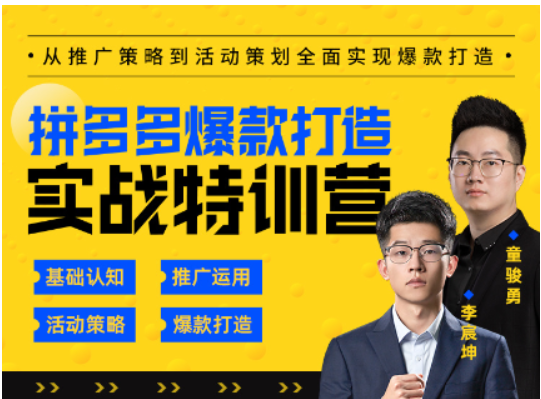 ·从推广策略到活动策划全面实现爆款打造·
拼多多爆款打造
实战特训营
基础认知 推广运用
活动策略 爆款打造
童骏勇
李宸坤